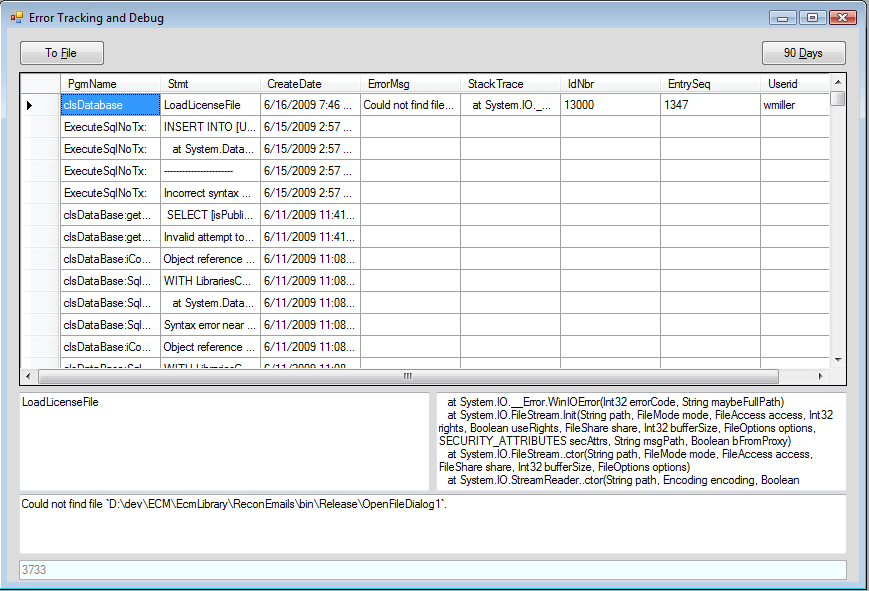 Error Tracking and Debug
To File
90 Days
PgmName Stmt CreateDate ErrorMsg StackTrace IdNbr EntrySeq Userid
clsDatabase LoadLicenseFile 6/16/2009 7:46 ... Could not find file... at System.IO._... 13000 1347 wmiller
ExecuteSqlNoTx: INSERT INTO [U... 6/15/2009 2:57 ...
ExecuteSqlNoTx: at System.Data... 6/15/2009 2:57 ...
ExecuteSqlNoTx: ----------------------- 6/15/2009 2:57 ...
ExecuteSqlNoTx: Incorrect syntax ... 6/15/2009 2:57 ...
clsDataBase:get... SELECT [isPubli... 6/11/2009 11:41...
clsDataBase:get... Invalid attempt to... 6/11/2009 11:41...
clsDataBase:iCo... Object reference ... 6/11/2009 11:08...
clsDataBase:Sql... WITH LibrariesC... 6/11/2009 11:08...
clsDataBase:Sql... at System.Data... 6/11/2009 11:08...
clsDataBase:Sql... Syntax error near ... 6/11/2009 11:08...
clsDataBase:iCo... Object reference ... 6/11/2009 11:08...
clsDataBase:Sql... WITH LibrariesC... 6/11/2009 11:08...
LoadLicenseFile
at System.IO.__Error.WinIOError(Int32 errorCode, String maybeFullPath)
at System.IO.FileStream.Init(String path, FileMode mode, FileAccess access, Int32
rights, Boolean useRights, FileShare share, Int32 bufferSize, FileOptions options,
SECURITY_ATTRIBUTES secAttrs, String msgPath, Boolean bFromProxy)
at System.IO.FileStream..ctor(String path, FileMode mode, FileAccess access,
FileShare share, Int32 bufferSize, FileOptions options)
at System.IO.StreamReader..ctor(String path, Encoding encoding, Boolean
Could not find file `D:\dev\ECM\EcmLibrary\ReconEmails\bin\Release\OpenFileDialog1`.
3733